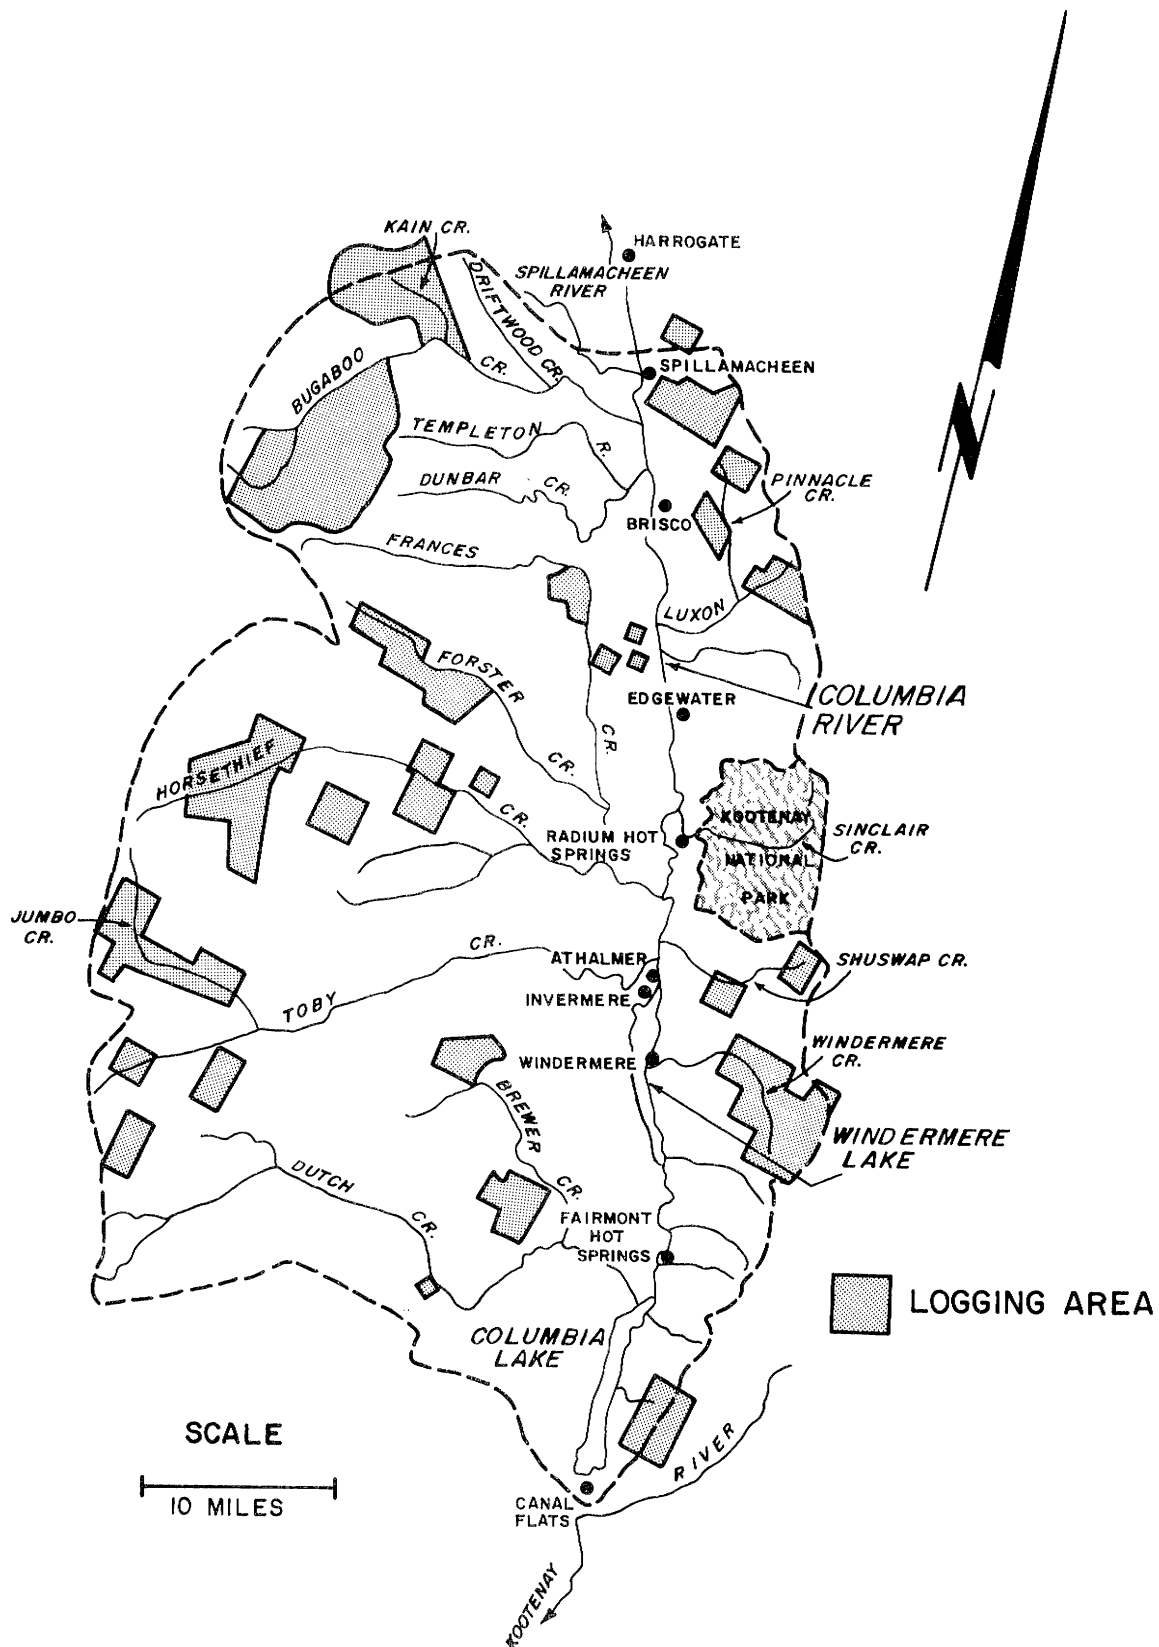 KAIN CR.
HARROGATE
SPILLAMACHEEN
RIVER
DRIFTWOOD CR.
SPILLAMACHEEN
BUGABOO
CR.
TEMPLETON
R.
DUNBAR
CR.
PINNACLE
CR.
BRISCO
FRANCES
LUXON
FORSTER
EDGEWATER
COLUMBIA
RIVER
CR.
HORSETHIEF
CR.
CR.
KOOTENAY
NATIONAL
PARK
RADIUM HOT
SPRINGS
SINCLAIR
CR.
JUMBO
CR.
CR.
ATHALMER
SHUSWAP CR.
TOBY
INVERMERE
WINDERMERE
CR.
WINDERMERE
BREWER
WINDERMERE
LAKE
DUTCH
CR.
CR.
FAIRMONT
HOT
SPRINGS
LOGGING AREA
COLUMBIA
LAKE
SCALE
10 MILES
RIVER
CANAL
FLATS
KOOTENAY